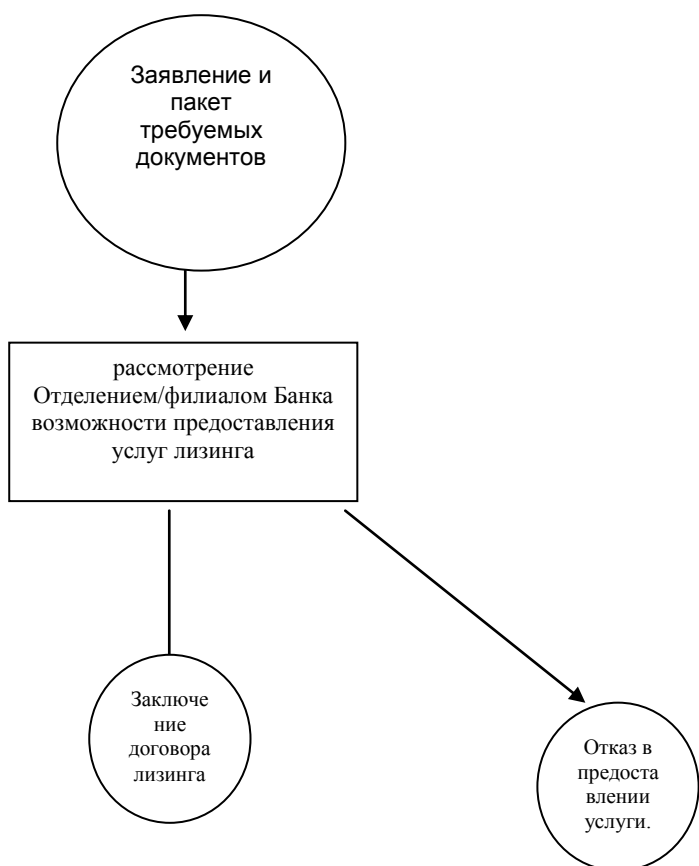 Заявление и
пакет
требуемых
документов
рассмотрение
Отделением/филиалом Банка
возможности предоставления
услуг лизинга
Заключе
ние
договора
лизинга
Отказ в
предоста
влении
услуги.